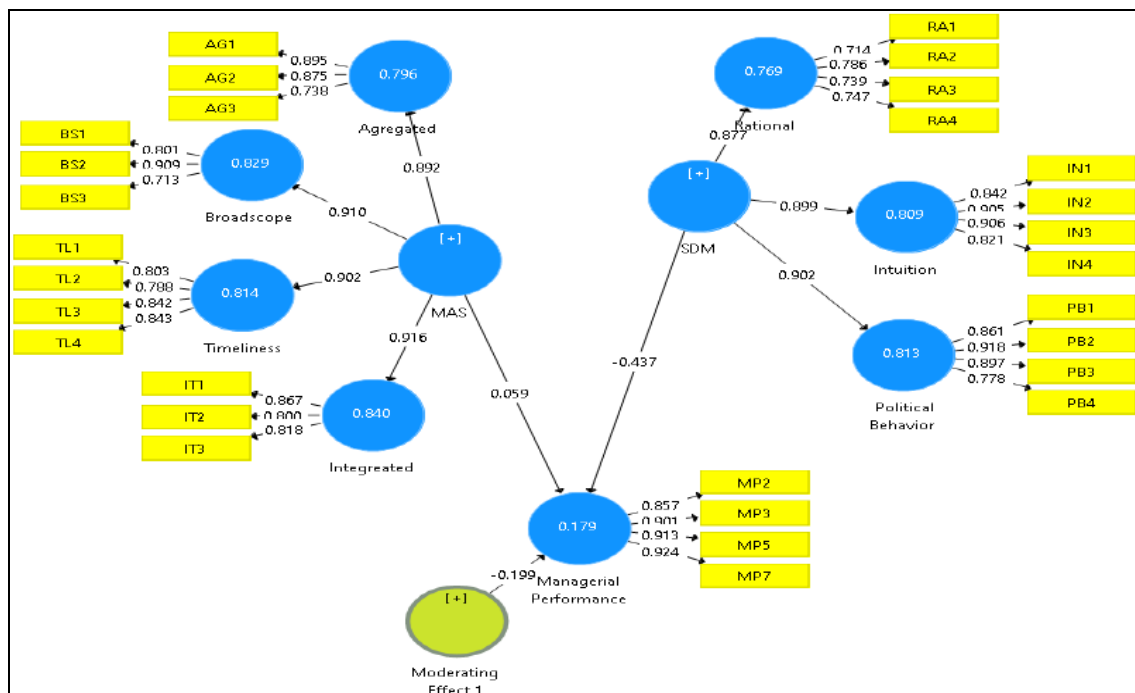 AG1
AG2
AG3
0.895
0.875
0.738
0.796
Agregated
BS1
BS2
BS3
0.801
0.909
0.713
0.829
Broadscope
TL1
TL2
TL3
TL4
0.803
0.788
0.842
0.843
0.814
Timeliness
IT1
IT2
IT3
0.867
0.800
0.818
0.840
Integreated
0.892
0.910
0.902
0.916
[+]
MAS
0.059
RA1
RA2
RA3
RA4
0.714
0.786
0.739
0.747
0.769
Rational
0.877
[+]
SDM
0.899
0.902
-0.437
IN1
IN2
IN3
IN4
0.842
0.905
0.906
0.821
0.809
Intuition
PB1
PB2
PB3
PB4
0.861
0.918
0.897
0.778
0.813
Political
Behavior
MP2
MP3
MP5
MP7
0.857
0.901
0.913
0.924
0.179
Managerial
Performance
-0.199
[+]
Moderating
Effect 1